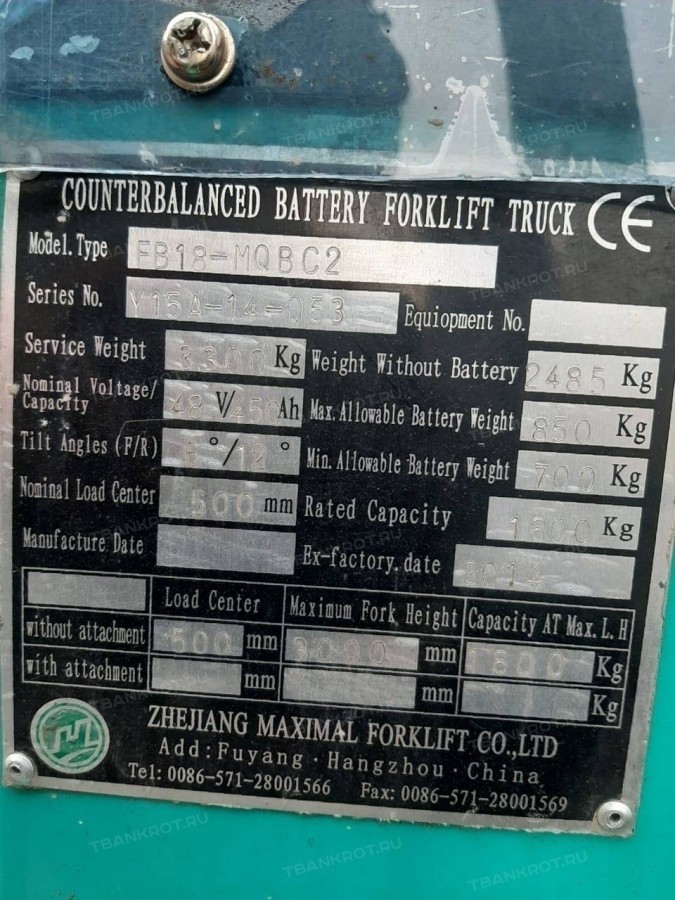 COUNTERBALANCED BATTERY FORKLIFT TRUCK CE
Model.Type FB18-MQBC2
Series No. Y15A-14-053 Equiopment No.
Service Weight 3300 Kg Weight Without Battery 2485 Kg
Nominal Voltage/Capacity 48 V/ 450 Ah Max. Allowable Battery Weight 850 Kg
Tilt Angles (F/R) 6 °/ 12 ° Min. Allowable Battery Weight 700 Kg
Nominal Load Center 500 mm Rated Capacity 1800 Kg
Manufacture Date Ex-factory.date 2014
Load Center Maximum Fork Height Capacity AT Max. L. H
without attachment 500 mm 3000 mm 1800 Kg
with attachment mm mm Kg
ZHEJIANG MAXIMAL FORKLIFT CO.,LTD
Add:Fuyang·Hangzhou·China
Tel: 0086-571-28001566 Fax: 0086-571-28001569
TBANKROT.RU